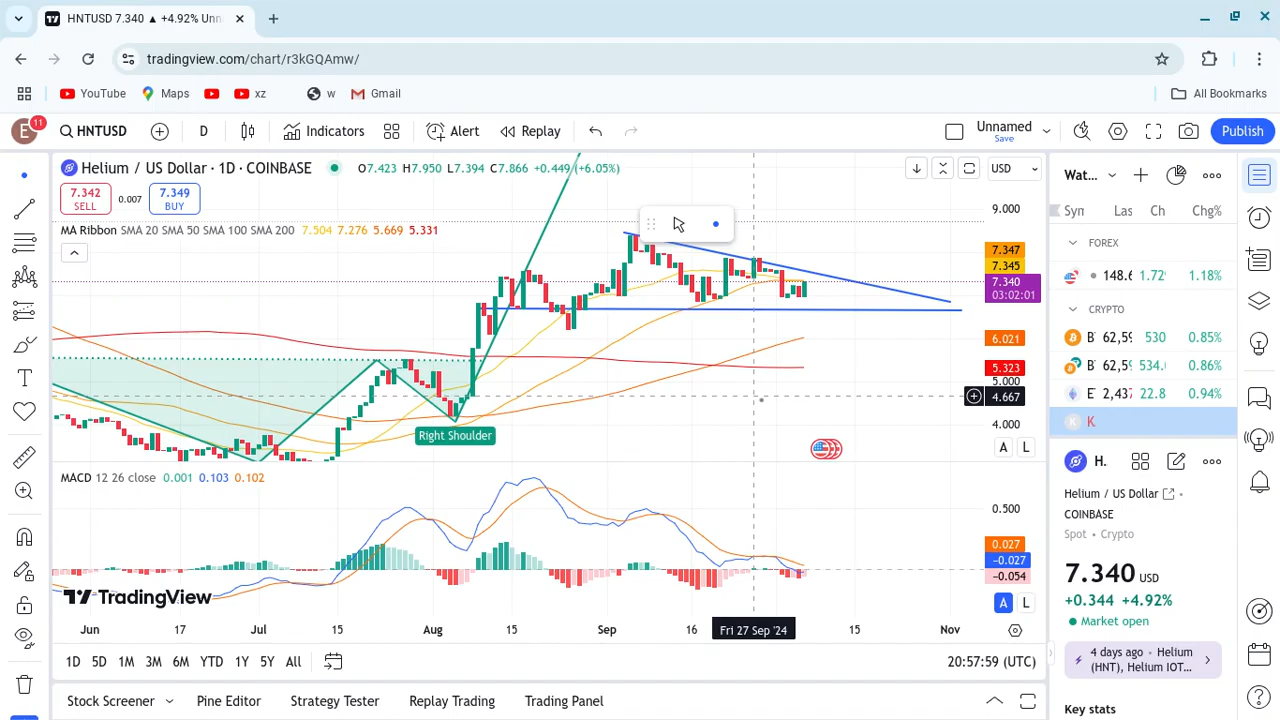 HNTUSD 7.340 ▲ +4.92% Unn
tradingview.com/chart/r3kGQAmw/
YouTube Maps xz w Gmail All Bookmarks
E 11 HNTUSD D Indicators Alert Replay Unnamed Save Publish
Helium / US Dollar · 1D · COINBASE O7.423 H7.950 L7.394 C7.866 +0.449 (+6.05%) USD
7.342 SELL 0.007 7.349 BUY
MA Ribbon SMA 20 SMA 50 SMA 100 SMA 200 7.504 7.276 5.669 5.331
9.000
7.347
7.345
7.340
03:02:01
6.021
5.323
5.000
4.667
4.000
A L
Right Shoulder
MACD 12 26 close 0.001 0.103 0.102
0.500
0.027
-0.027
-0.054
A L
TradingView
Jun 17 Jul 15 Aug 15 Sep 16 Fri 27 Sep '24 15 Nov
1D 5D 1M 3M 6M YTD 1Y 5Y All 20:57:59 (UTC)
Stock Screener Pine Editor Strategy Tester Replay Trading Trading Panel
Wat...
Syn Las Ch Chg%
FOREX
148.6 1.72 1.18%
CRYPTO
B 62,59 530 0.85%
B 62,59 534. 0.86%
E 2,437 22.8 0.94%
K K
H.
Helium / US Dollar
COINBASE
Spot • Crypto
7.340 USD
+0.344 +4.92%
Market open
4 days ago • Helium
(HNT), Helium IOT...
Key stats